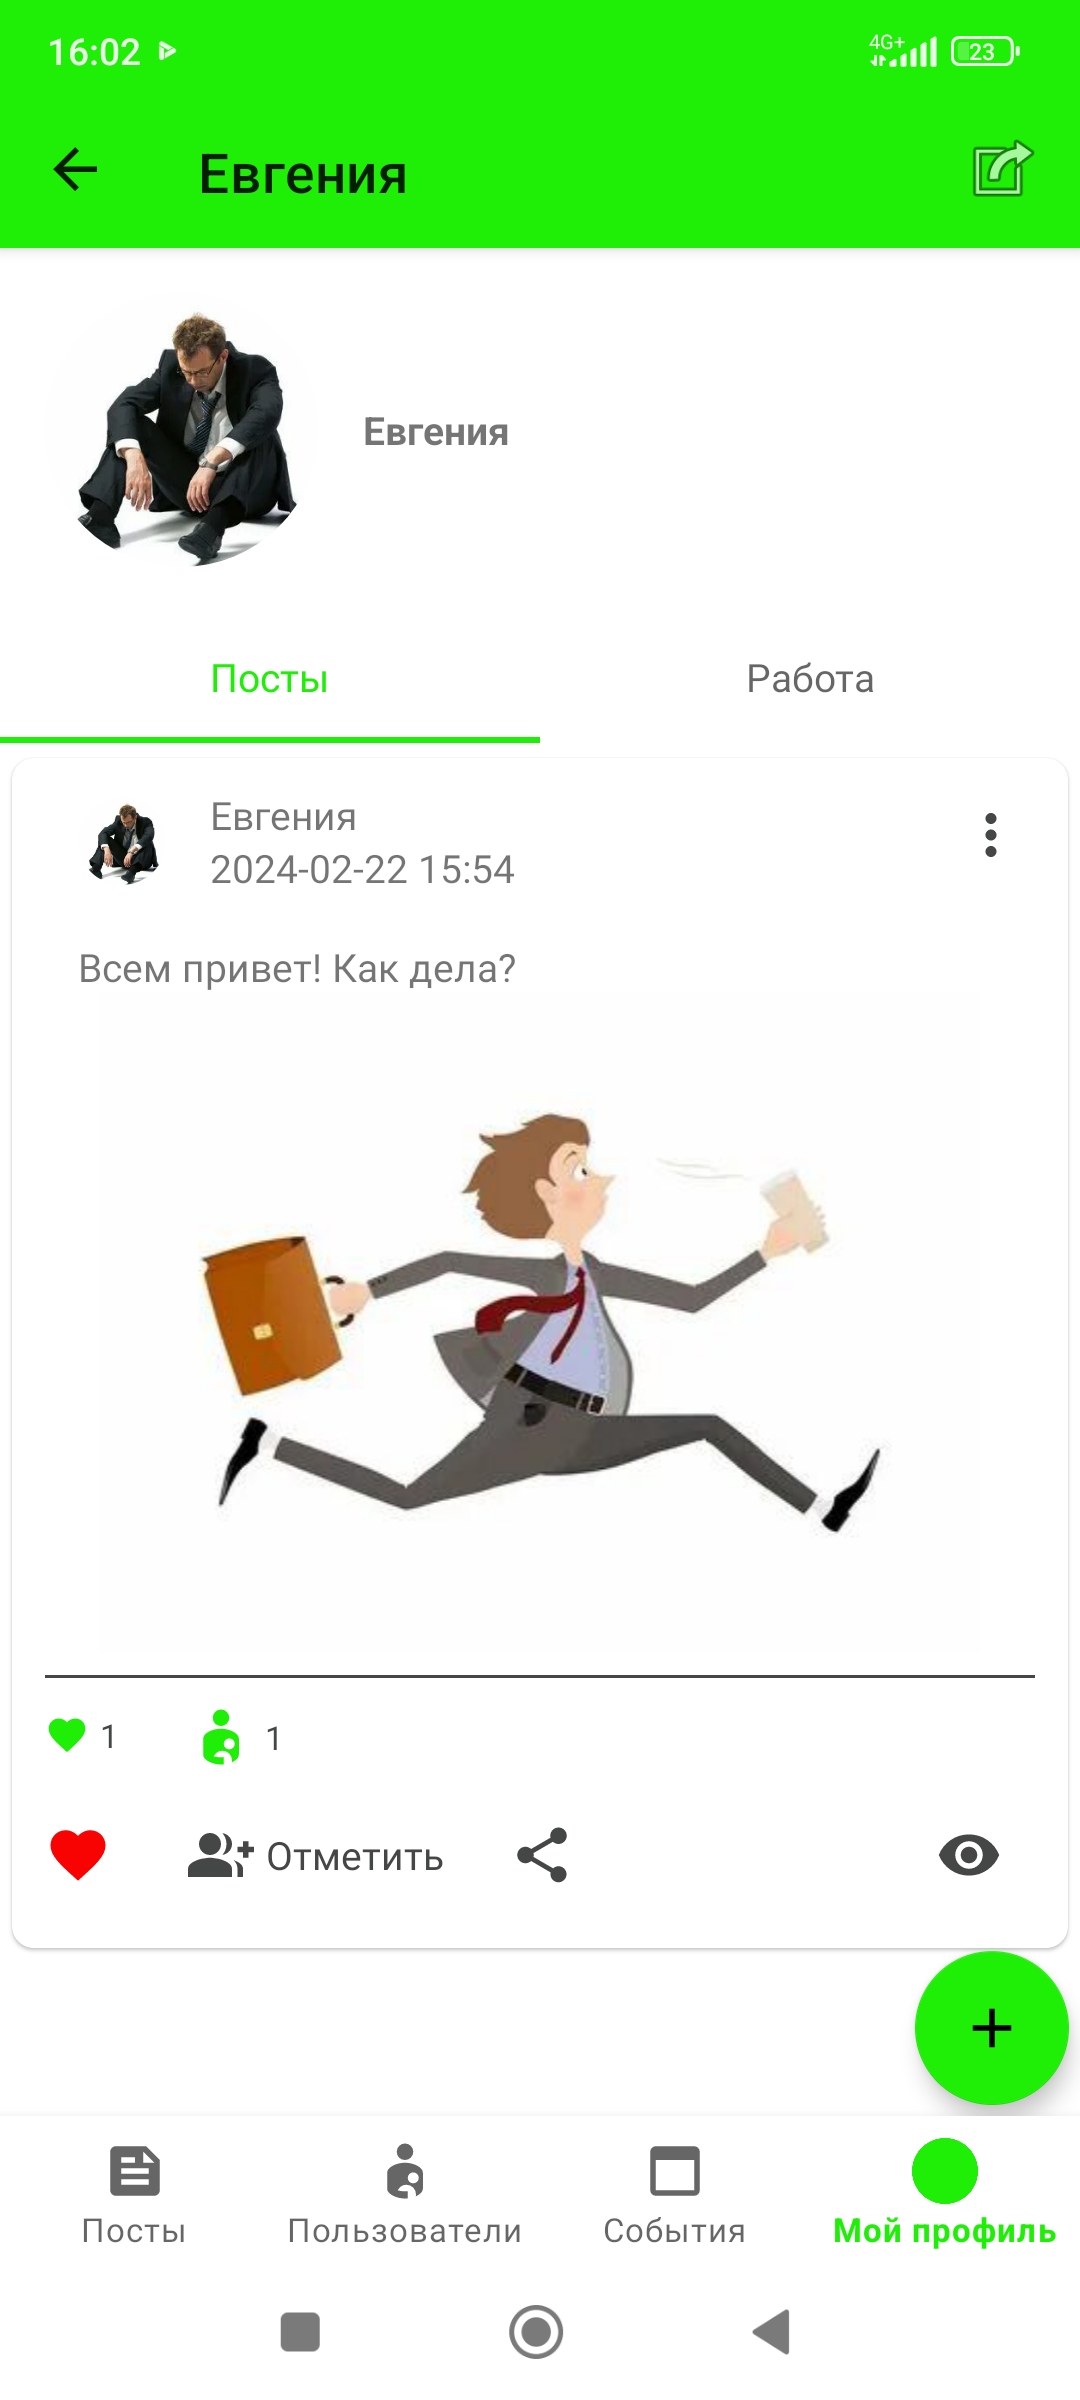 16:02
4G+
23
Евгения
Евгения
Посты
Работа
Евгения
2024-02-22 15:54
Всем привет! Как дела?
1
1
Отметить
Посты
Пользователи
События
Мой профиль